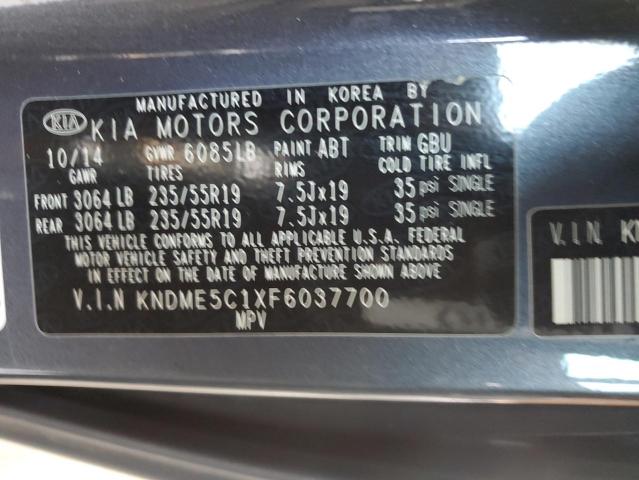 MANUFACTURED IN KOREA BY
KIA KIA MOTORS CORPORATION
10/14 GVWR 6085LB PAINT ABT TRIM GBU
GAWR TIRES RIMS COLD TIRE INFL
FRONT 3064 LB 235/55R19 7.5Jx19 35 psi SINGLE
REAR 3064 LB 235/55R19 7.5Jx19 35 psi SINGLE
THIS VEHICLE CONFORMS TO ALL APPLICABLE U.S.A. FEDERAL
MOTOR VEHICLE SAFETY AND THEFT PREVENTION STANDARDS
IN EFFECT ON THE DATE OF MANUFACTURE SHOWN ABOVE
V.I.N KNDME5C1XF6037700
MPV
V.I.N. KN